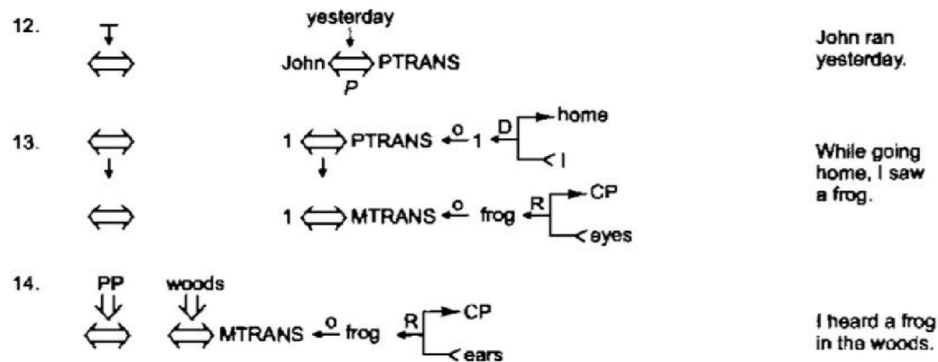 12. T yesterday
John PTRANS
P
John ran
yesterday.
13. 1 PTRANS o 1 D home
I
While going
home, I saw
a frog.
1 MTRANS o frog R CP
eyes
14. PP woods
MTRANS o frog R CP
ears
I heard a frog
in the woods.